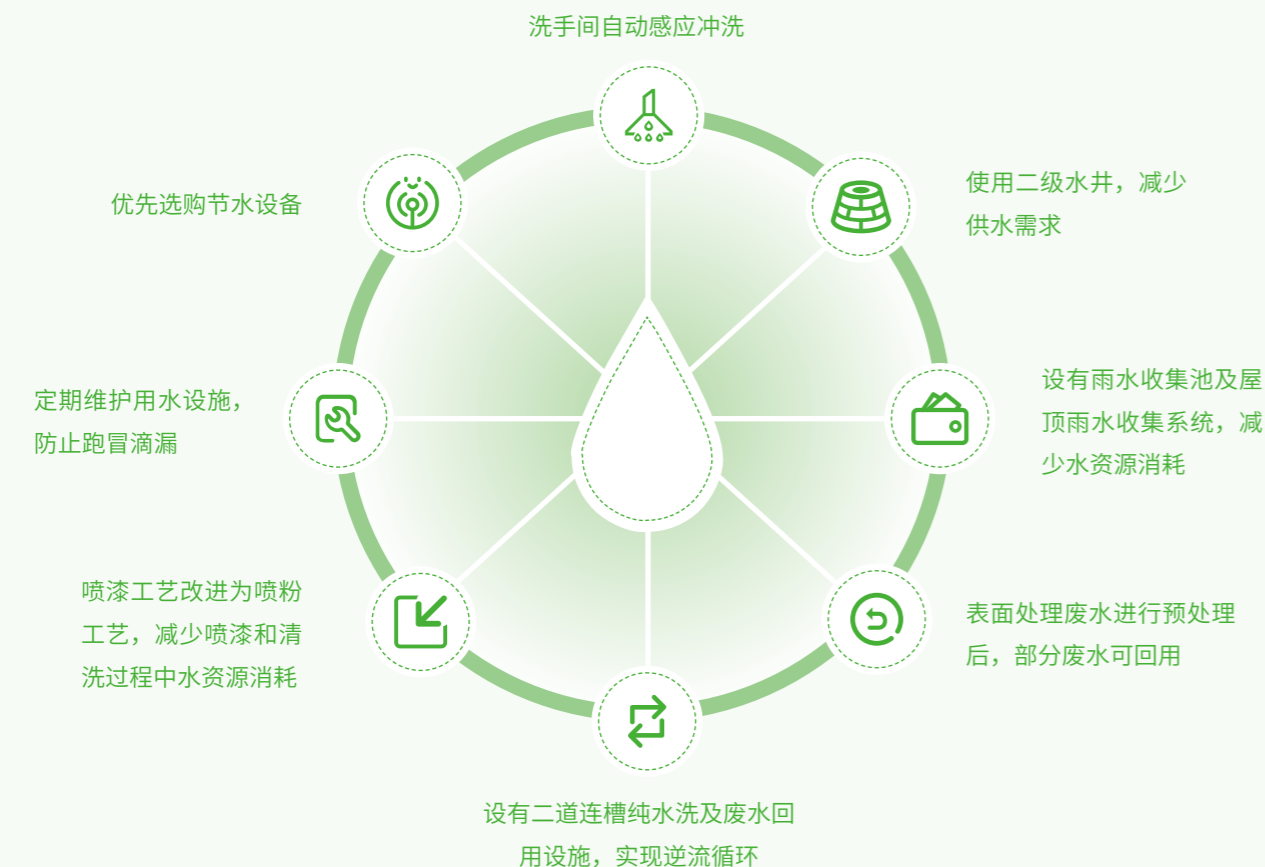 洗手间自动感应冲洗
使用二级水井，减少
供水需求
设有雨水收集池及屋
顶雨水收集系统，减
少水资源消耗
表面处理废水进行预处理
后，部分废水可回用
设有二道连槽纯水洗及废水回
用设施，实现逆流循环
喷漆工艺改进为喷粉
工艺，减少喷漆和清
洗过程中水资源消耗
定期维护用水设施，
防止跑冒滴漏
优先选购节水设备